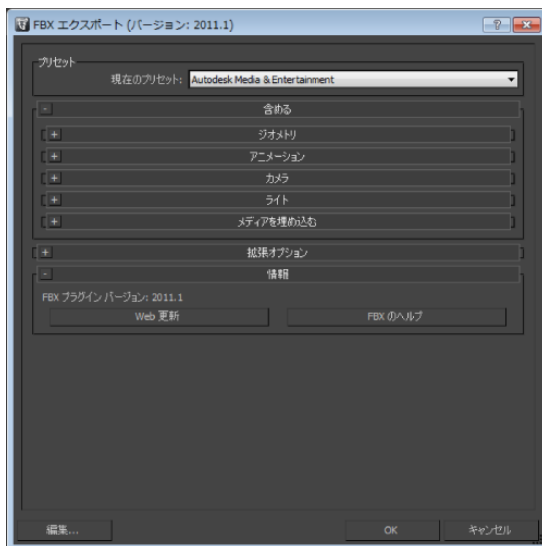 FBX エクスポート (バージョン: 2011.1)
プリセット
現在のプリセット: Autodesk Media & Entertainment
- 含める
+ ジオメトリ
+ アニメーション
+ カメラ
+ ライト
+ メディアを埋め込む
+ 拡張オプション
- 情報
FBX プラグイン バージョン: 2011.1
Web 更新 FBX のヘルプ
編集... OK キャンセル